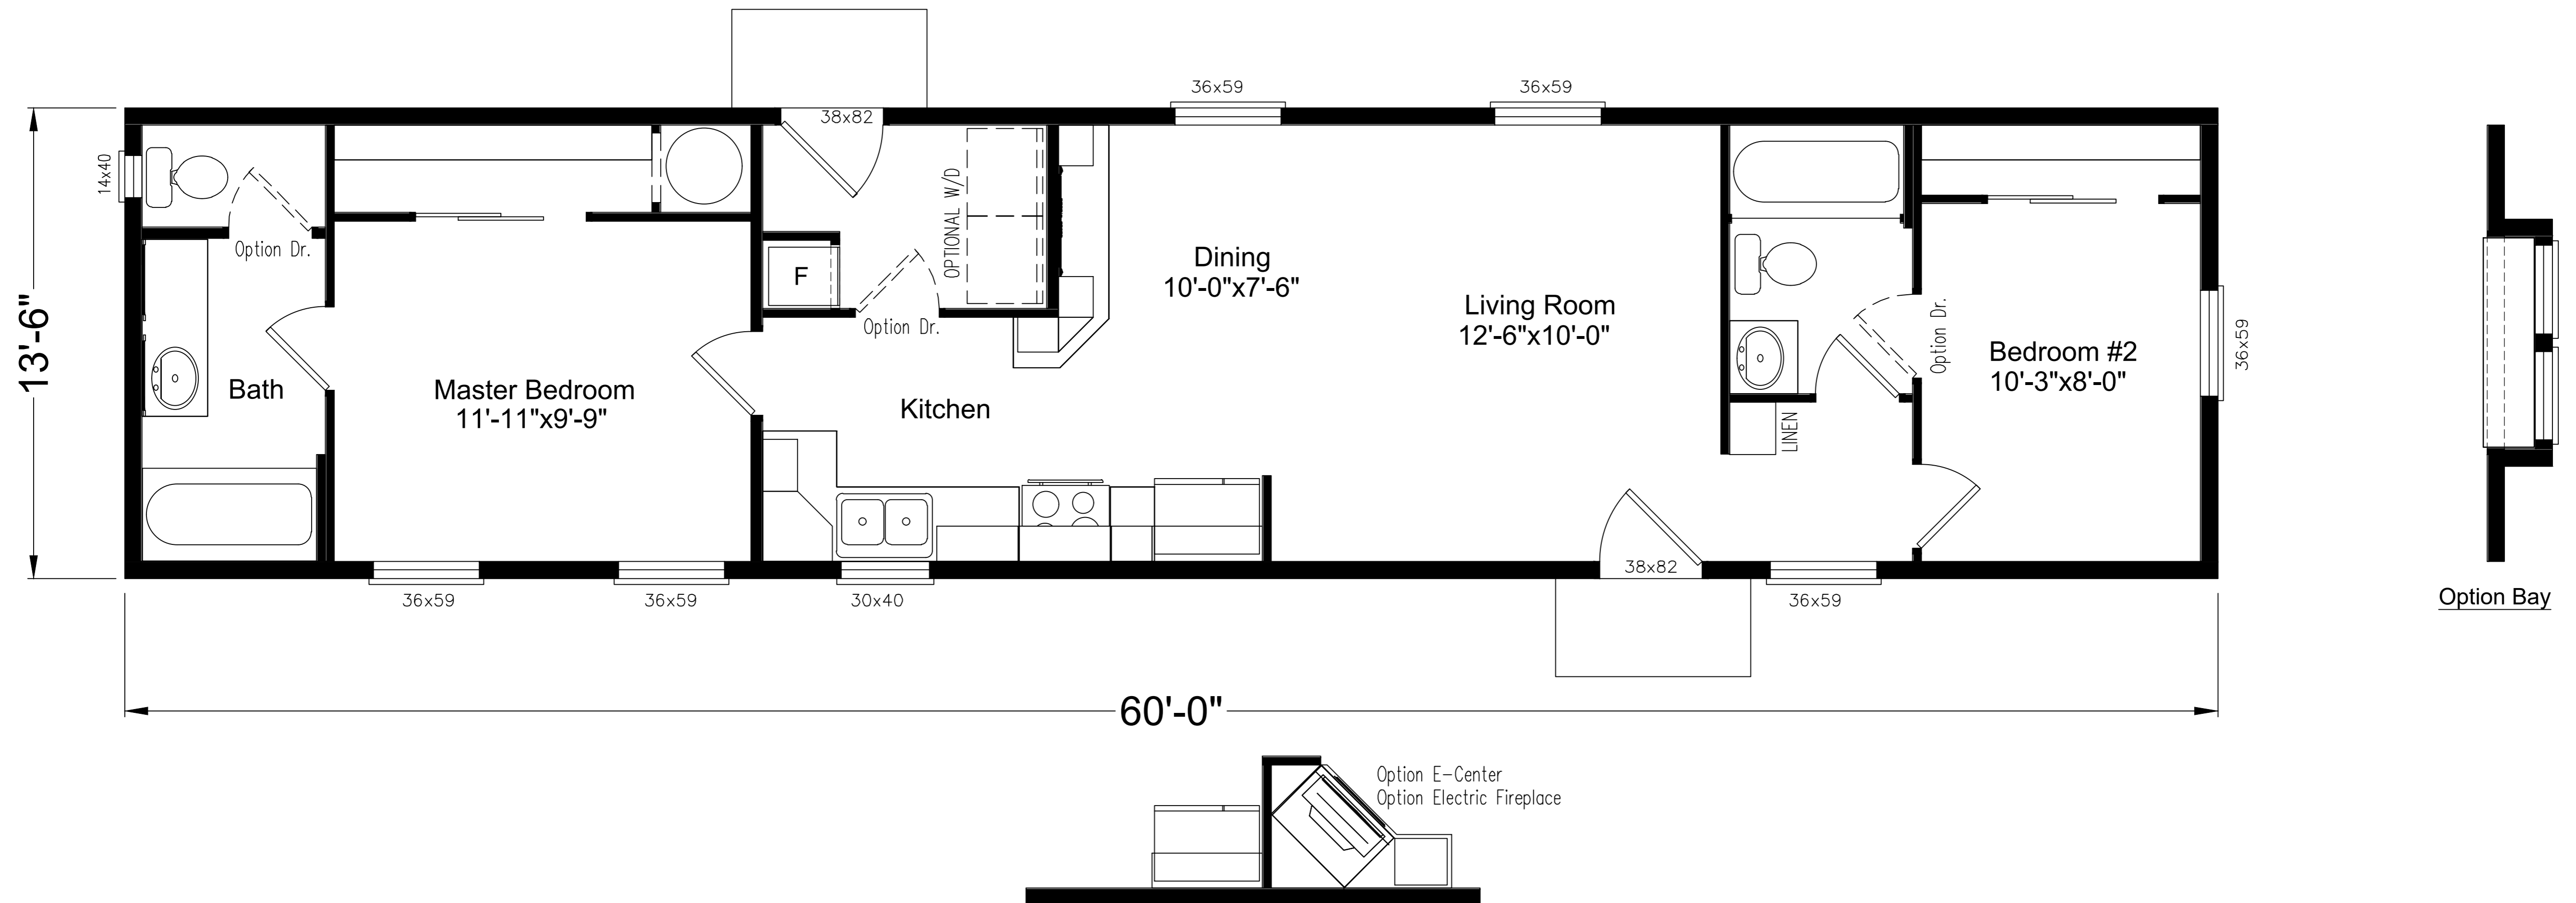 36x59
36x59
38x82
14x40
OPTIONAL W/D
Option Dr.
F
Dining
10'-0"x7'-6"
13'-6"
Option Dr.
Living Room
12'-6"x10'-0"
Option Dr.
Bedroom #2
10'-3"x8'-0"
36x59
Bath
Master Bedroom
11'-11"x9'-9"
Kitchen
LINEN
38x82
36x59
36x59
30x40
36x59
Option Bay
60'-0"
Option E-Center
Option Electric Fireplace